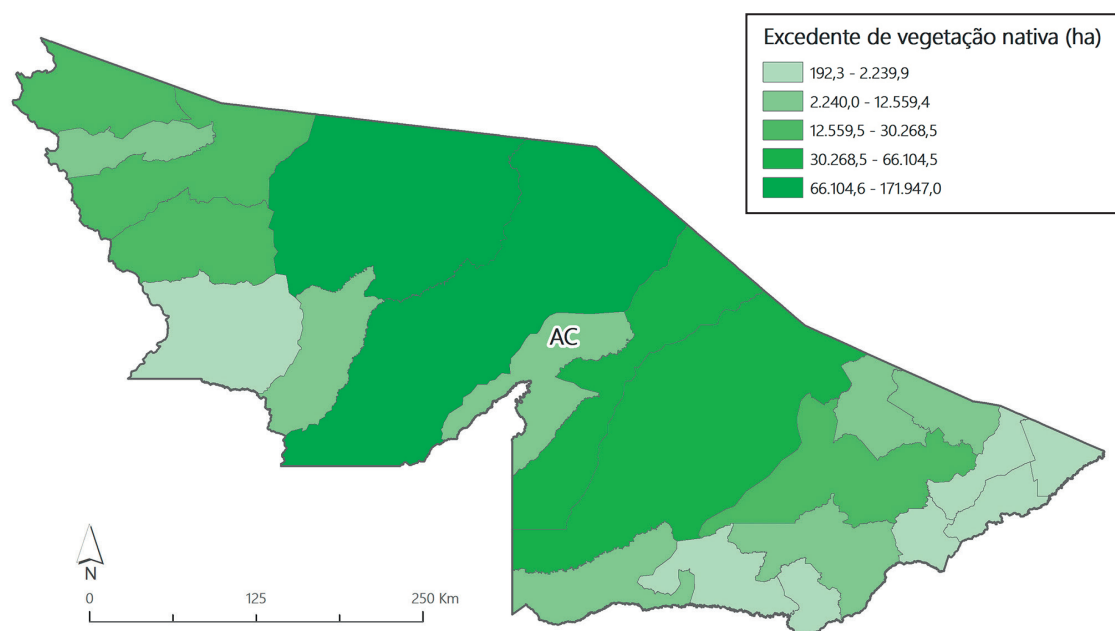 Excedente de vegetação nativa (ha)
192,3 - 2.239,9
2.240,0 - 12.559,4
12.559,5 - 30.268,5
30.268,5 - 66.104,5
66.104,6 - 171.947,0
AC
N
0 125 250 Km